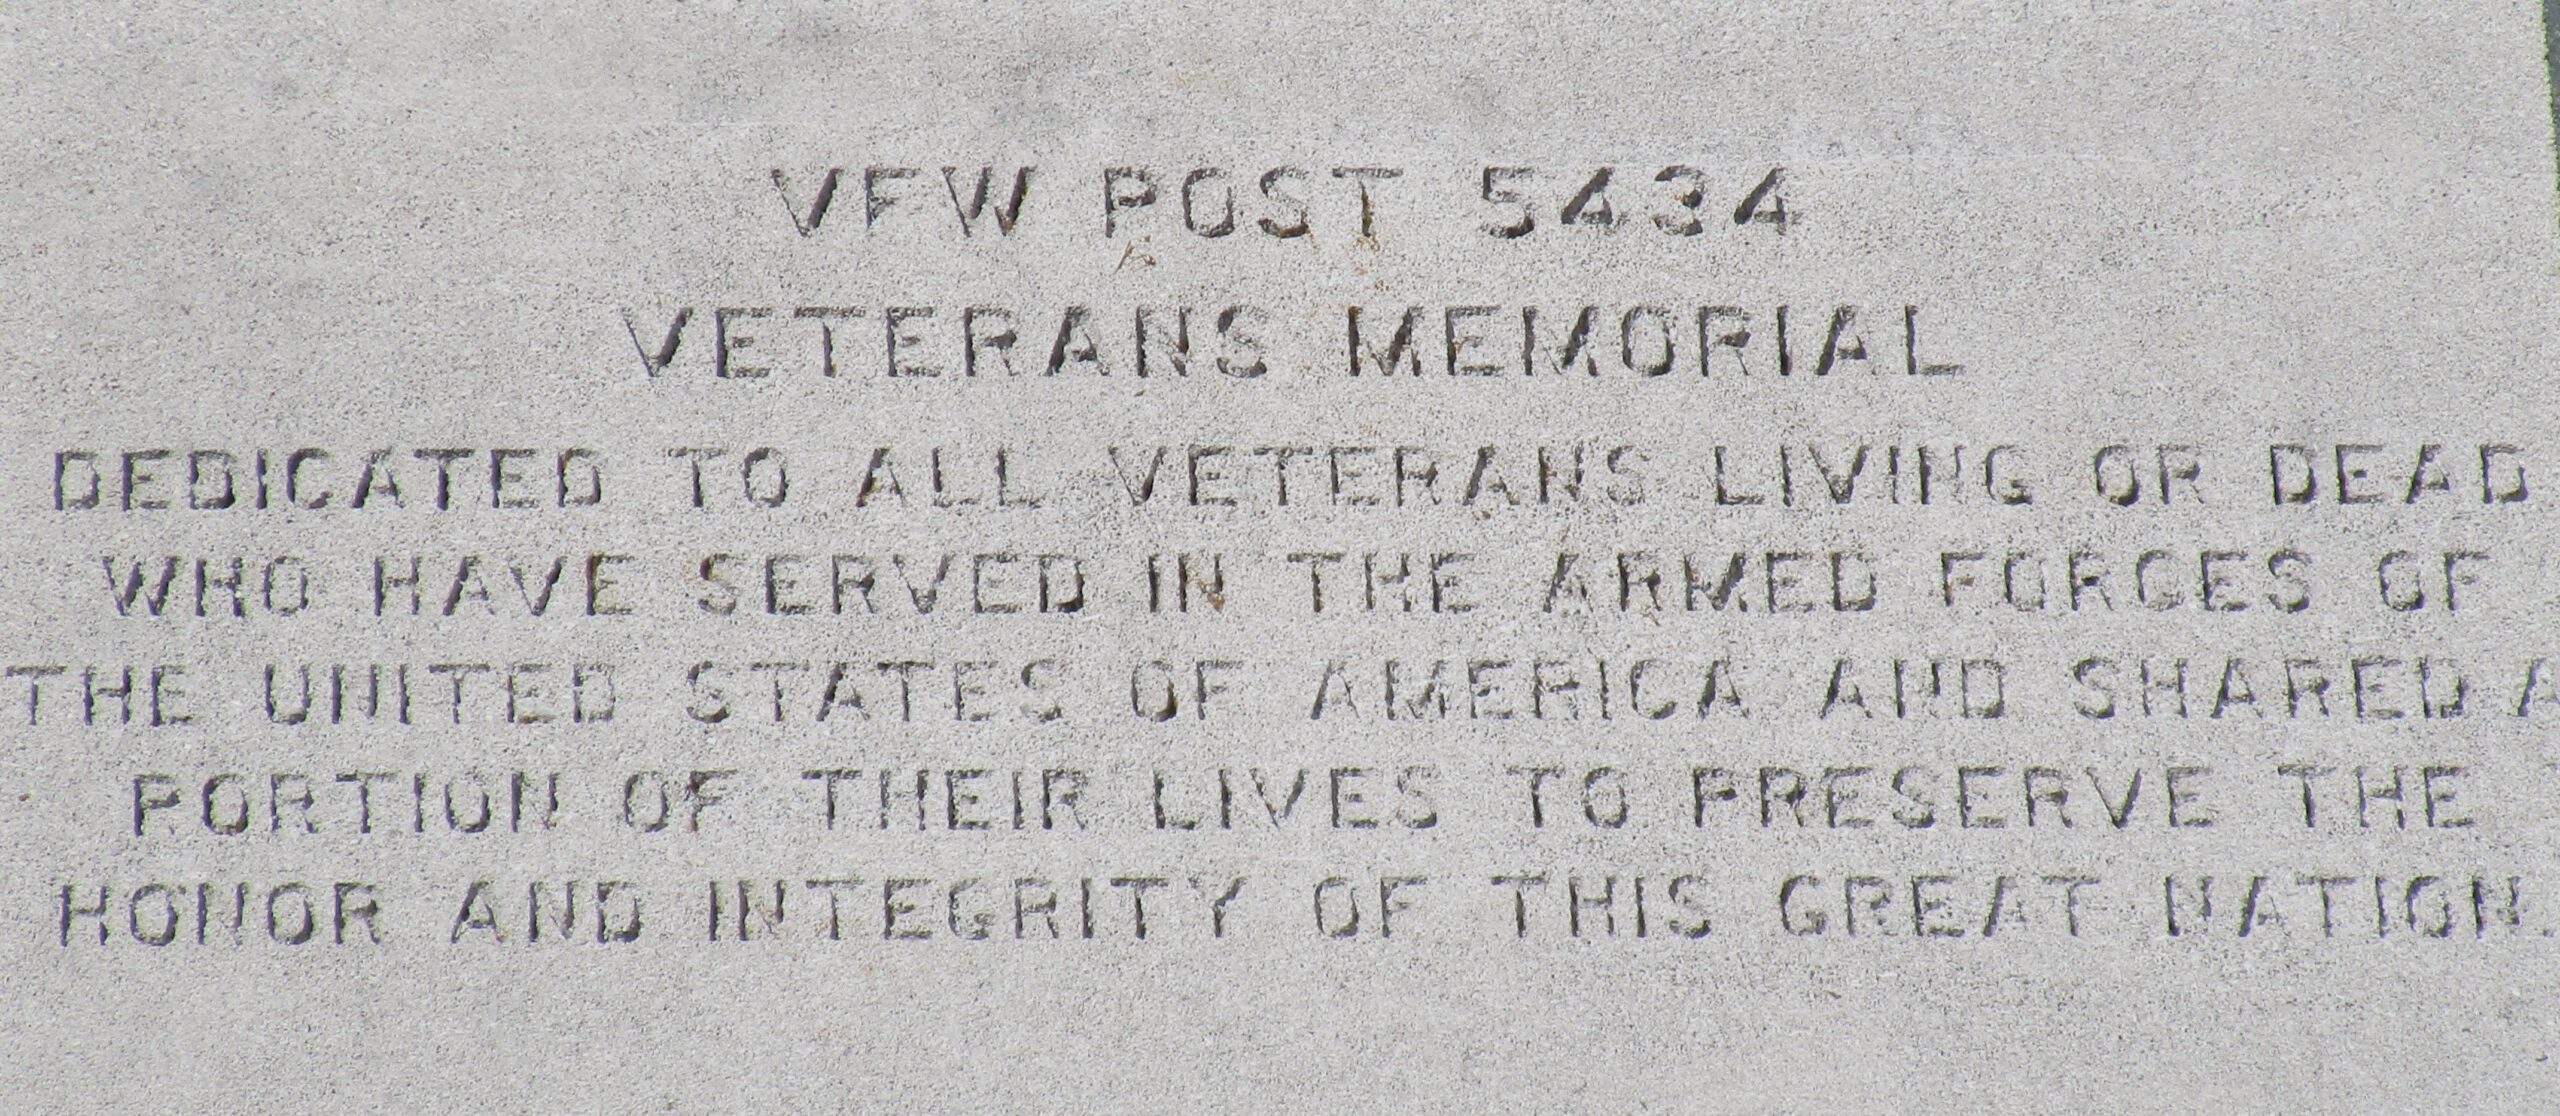 VFW POST 5434
VETERANS MEMORIAL
DEDICATED TO ALL VETERANS LIVING OR DEAD
WHO HAVE SERVED IN THE ARMED FORCES OF
THE UNITED STATES OF AMERICA AND SHARED A
PORTION OF THEIR LIVES TO PRESERVE THE
HONOR AND INTEGRITY OF THIS GREAT NATION.